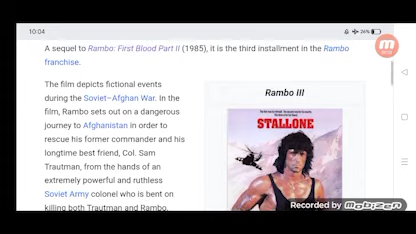 10:04
26%
A sequel to Rambo: First Blood Part II (1985), it is the third installment in the Rambo
franchise.
The film depicts fictional events
during the Soviet–Afghan War. In the
film, Rambo sets out on a dangerous
journey to Afghanistan in order to
rescue his former commander and his
longtime best friend, Col. Sam
Trautman, from the hands of an
extremely powerful and ruthless
Soviet Army colonel who is bent on
killing both Trautman and Rambo.
Rambo III
STALLONE
Recorded by mobizen